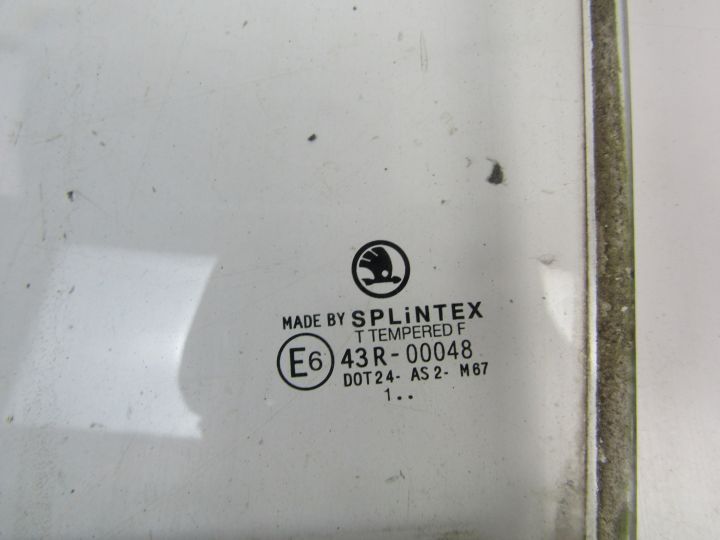 MADE BY SPLiNTEX
T TEMPERED F
E6 43R-00048
DOT24- AS2- M67
1..